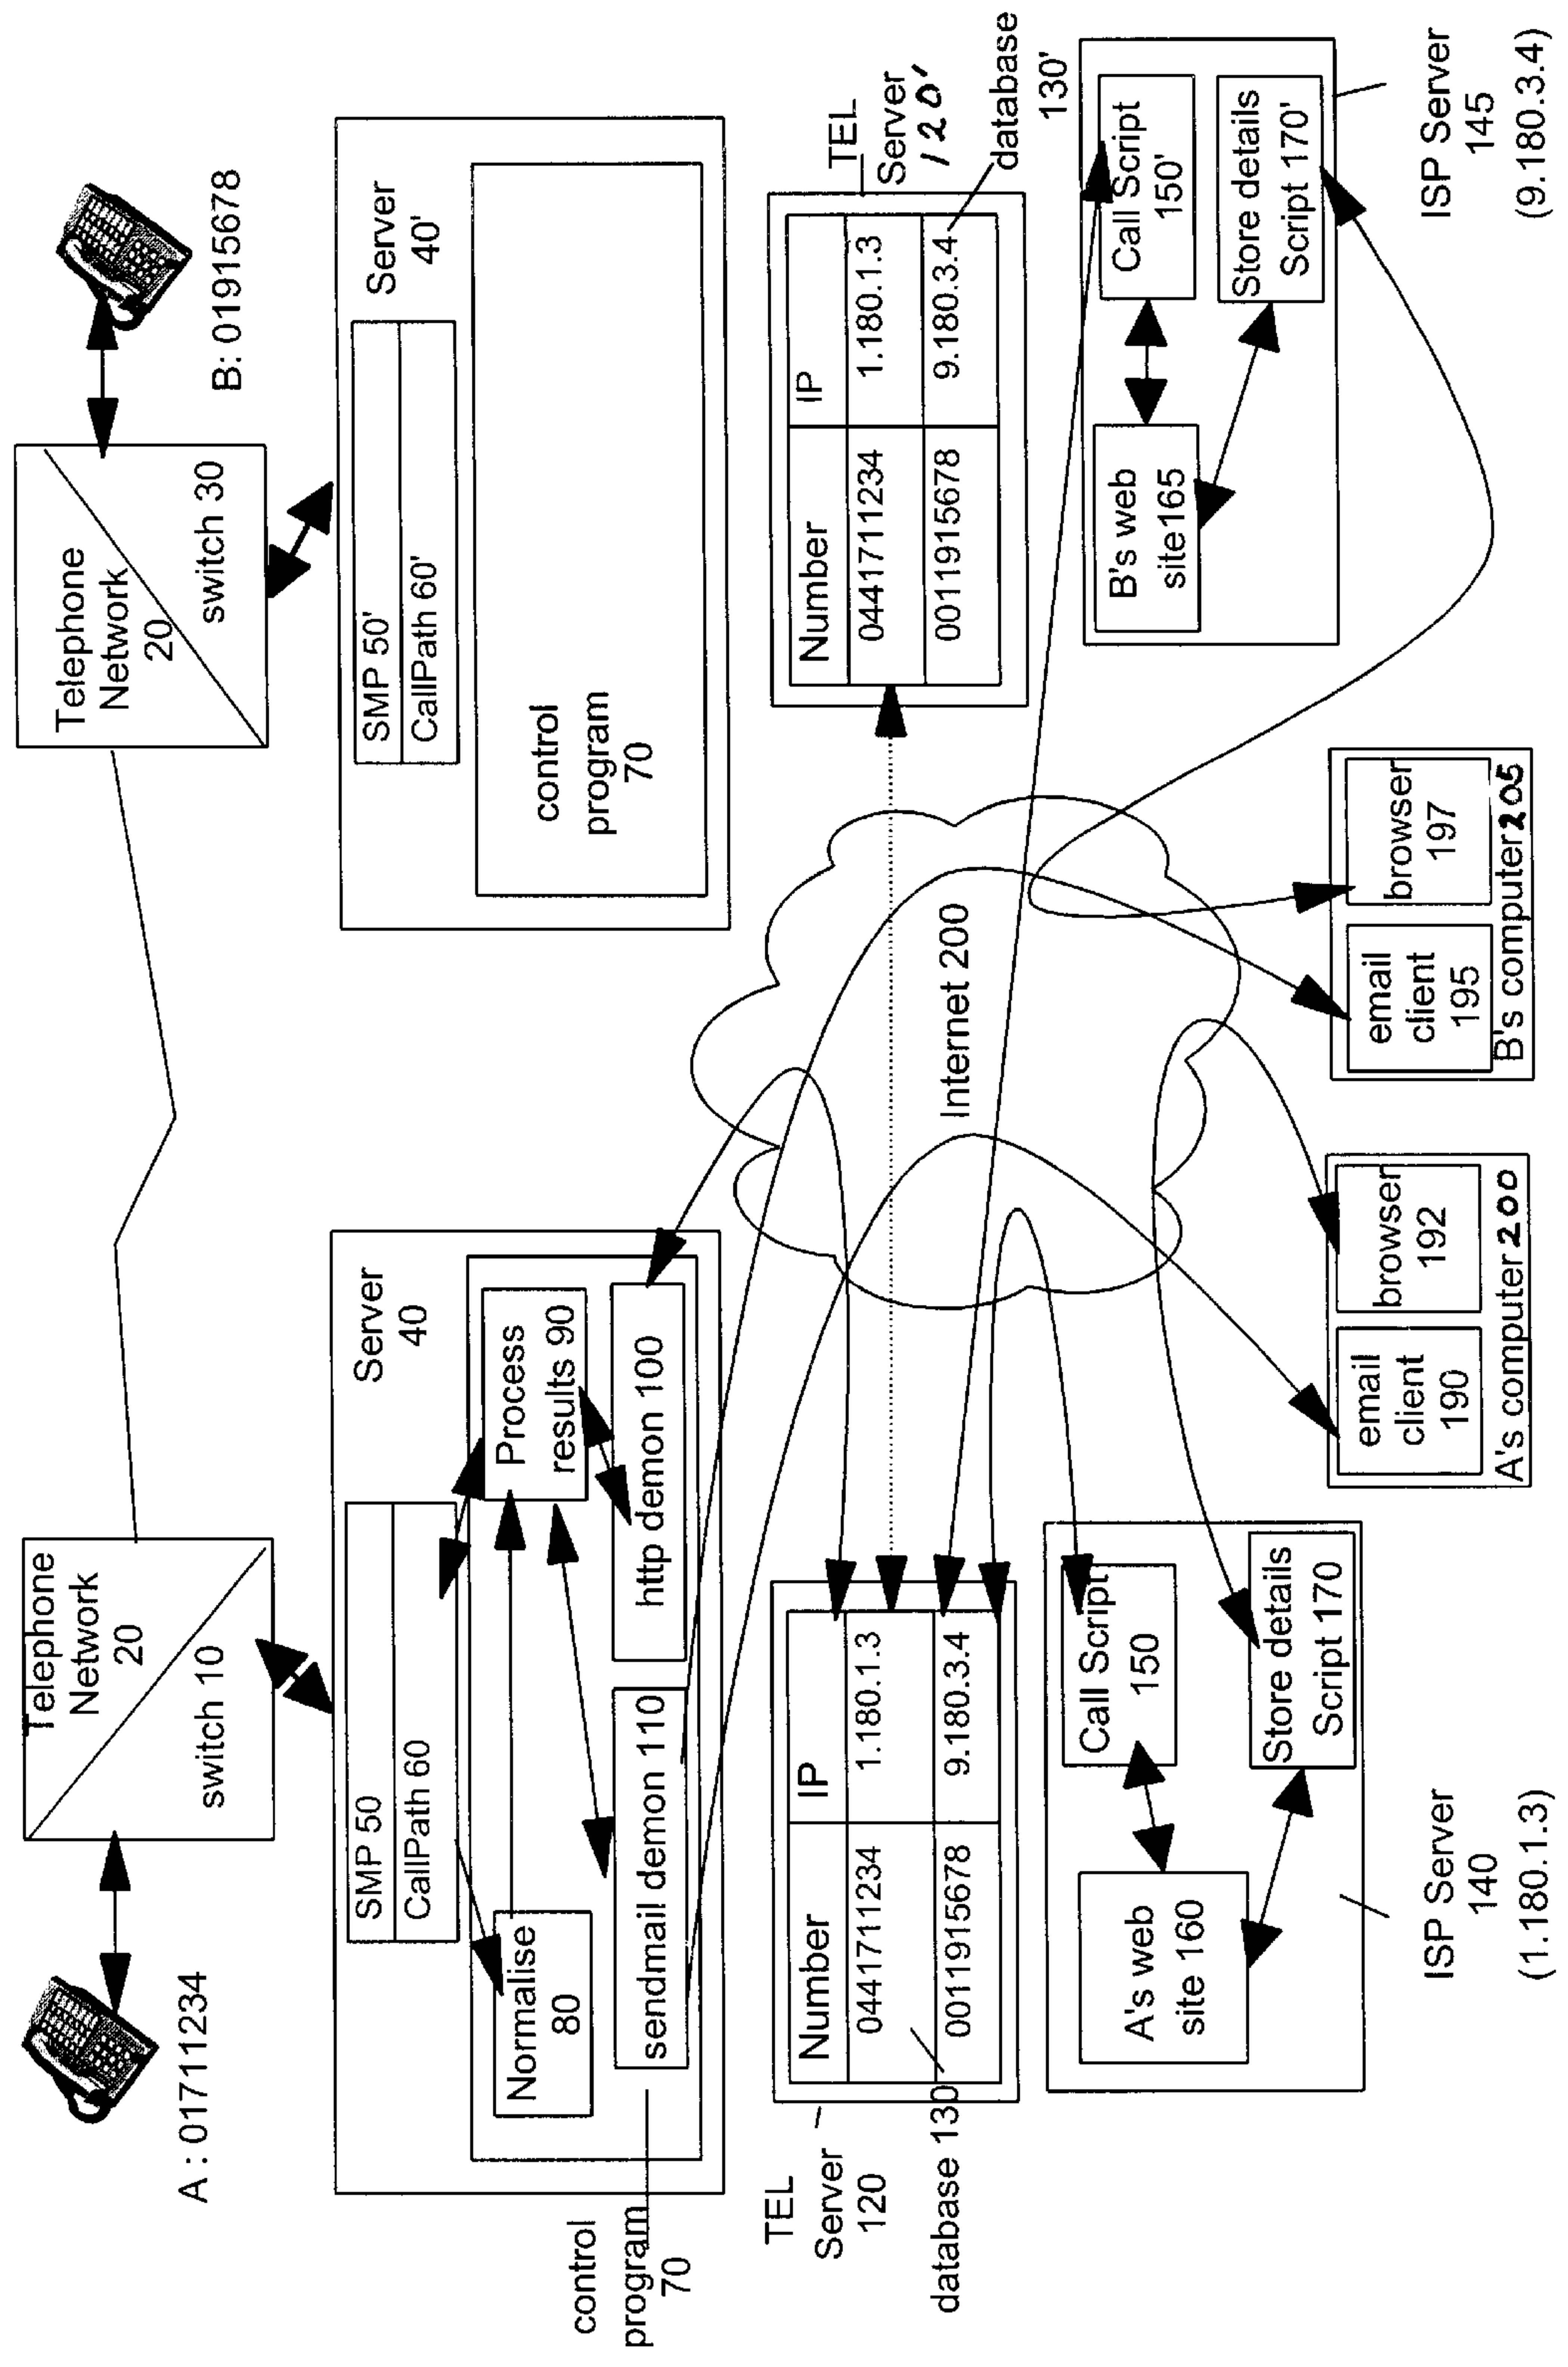 A : 01711234
Telephone
Network
20
switch 10
Telephone
Network
20
switch 30
B: 01915678
Server
40
SMP 50
CallPath 60
Normalise
80
Process
results 90
sendmail demon 110
http demon 100
control
program
70
Server
40'
SMP 50'
CallPath 60'
control
program
70
TEL
Server
120
Number
IP
0441711234
1.180.1.3
0011915678
9.180.3.4
database 130
TEL
Server
120'
Number
IP
0441711234
1.180.1.3
0011915678
9.180.3.4
database
130'
Internet 200
Call Script
150
A's web
site 160
Store details
Script 170
ISP Server
140
(1.180.1.3)
email
client
190
browser
192
A's computer 200
email
client
195
browser
197
B's computer 205
B's web
site165
Call Script
150'
Store details
Script 170'
ISP Server
145
(9.180.3.4)